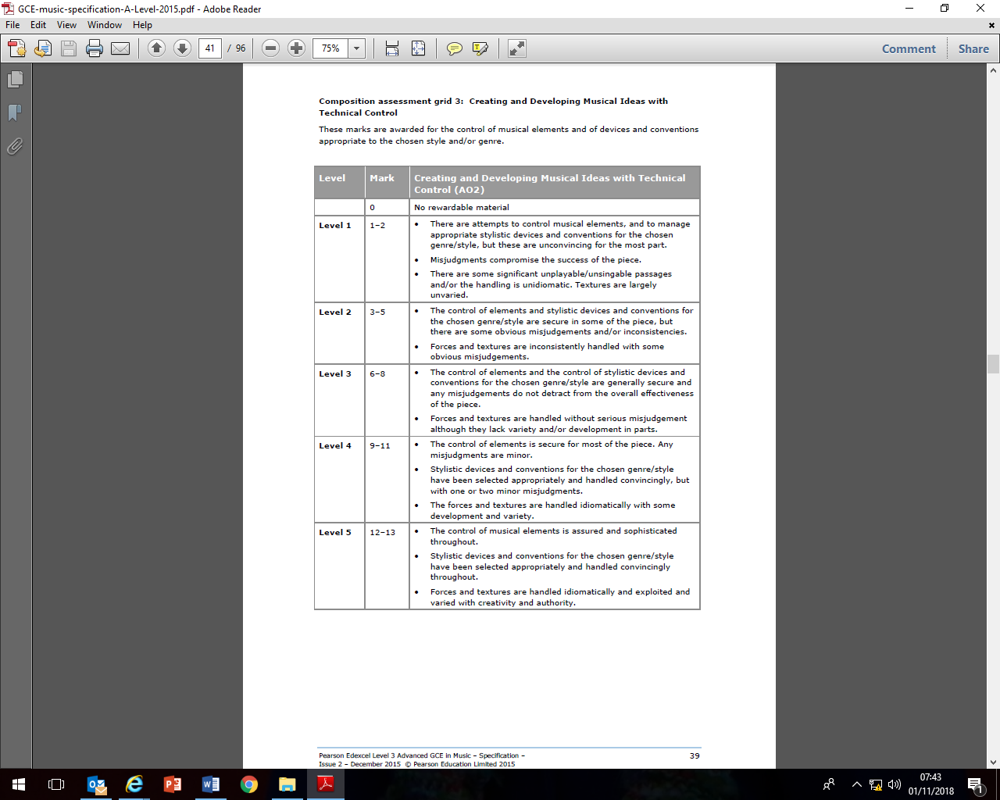 GCE-music-specification-A-Level-2015.pdf - Adobe Reader
File Edit View Window Help
41 / 96 75% Comment Share
Composition assessment grid 3: Creating and Developing Musical Ideas with
Technical Control
These marks are awarded for the control of musical elements and of devices and conventions
appropriate to the chosen style and/or genre.
Level Mark Creating and Developing Musical Ideas with Technical
Control (AO2)
0 No rewardable material
Level 1 1–2 • There are attempts to control musical elements, and to manage
appropriate stylistic devices and conventions for the chosen
genre/style, but these are unconvincing for the most part.
• Misjudgments compromise the success of the piece.
• There are some significant unplayable/unsingable passages
and/or the handling is unidiomatic. Textures are largely
unvaried.
Level 2 3–5 • The control of elements and stylistic devices and conventions for
the chosen genre/style are secure in some of the piece, but
there are some obvious misjudgements and/or inconsistencies.
• Forces and textures are inconsistently handled with some
obvious misjudgements.
Level 3 6–8 • The control of elements and the control of stylistic devices and
conventions for the chosen genre/style are generally secure and
any misjudgements do not detract from the overall effectiveness
of the piece.
• Forces and textures are handled without serious misjudgement
although they lack variety and/or development in parts.
Level 4 9–11 • The control of elements is secure for most of the piece. Any
misjudgments are minor.
• Stylistic devices and conventions for the chosen genre/style
have been selected appropriately and handled convincingly, but
with one or two minor misjudgments.
• The forces and textures are handled idiomatically with some
development and variety.
Level 5 12–13 • The control of musical elements is assured and sophisticated
throughout.
• Stylistic devices and conventions for the chosen genre/style
have been selected appropriately and handled convincingly
throughout.
• Forces and textures are handled idiomatically and exploited and
varied with creativity and authority.
Pearson Edexcel Level 3 Advanced GCE in Music – Specification – 39
Issue 2 – December 2015 © Pearson Education Limited 2015
07:43
01/11/2018
1